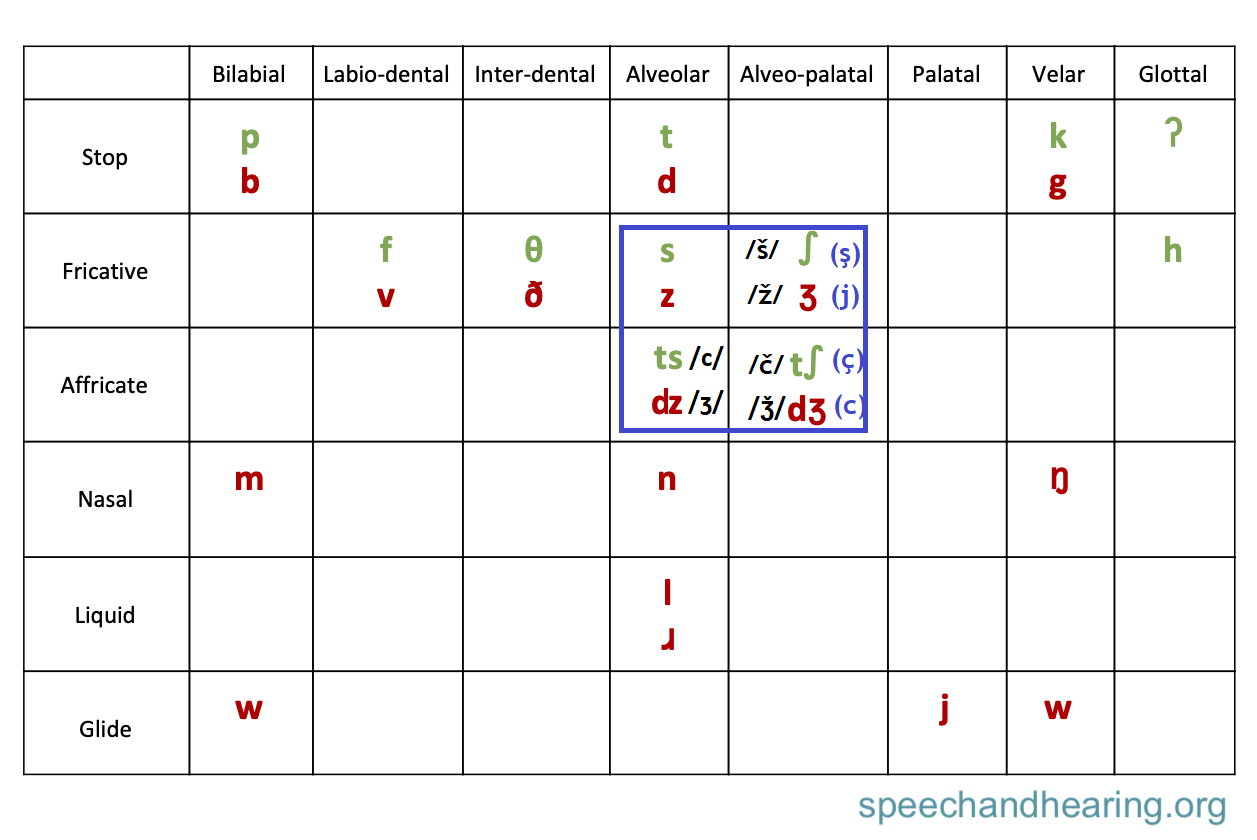 Bilabial Labio-dental Inter-dental Alveolar Alveo-palatal Palatal Velar Glottal
Stop p t k ʔ
b d g
Fricative f θ s /š/ ʃ (ş) h
v ð z /ž/ ʒ (j)
Affricate ts /c/ /č/ tʃ (ç)
dz /ʒ/ /ǯ/ dʒ (c)
Nasal m n ŋ
Liquid l
ɹ
Glide w j w
speechandhearing.org